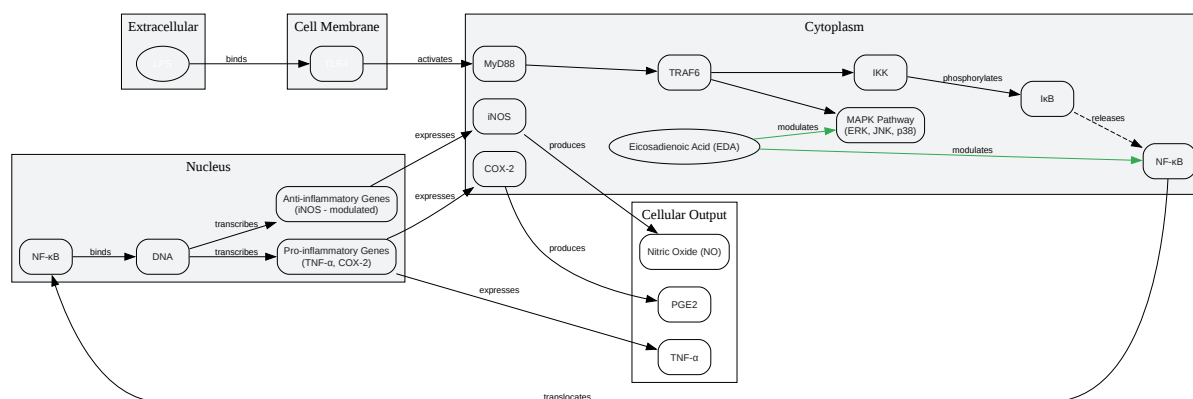 Extracellular
LPS
binds
Cell Membrane
TLR4
activates
Cytoplasm
MyD88
TRAF6
IKK
phosphorylates
IκB
releases
iNOS
MAPK Pathway
(ERK, JNK, p38)
modulates
Eicosadienoic Acid (EDA)
modulates
NF-κB
COX-2
produces
expresses
expresses
Nucleus
Anti-inflammatory Genes
(iNOS - modulated)
transcribes
NF-κB
binds
DNA
transcribes
Pro-inflammatory Genes
(TNF-α, COX-2)
expresses
produces
Cellular Output
Nitric Oxide (NO)
PGE2
TNF-α
translocates